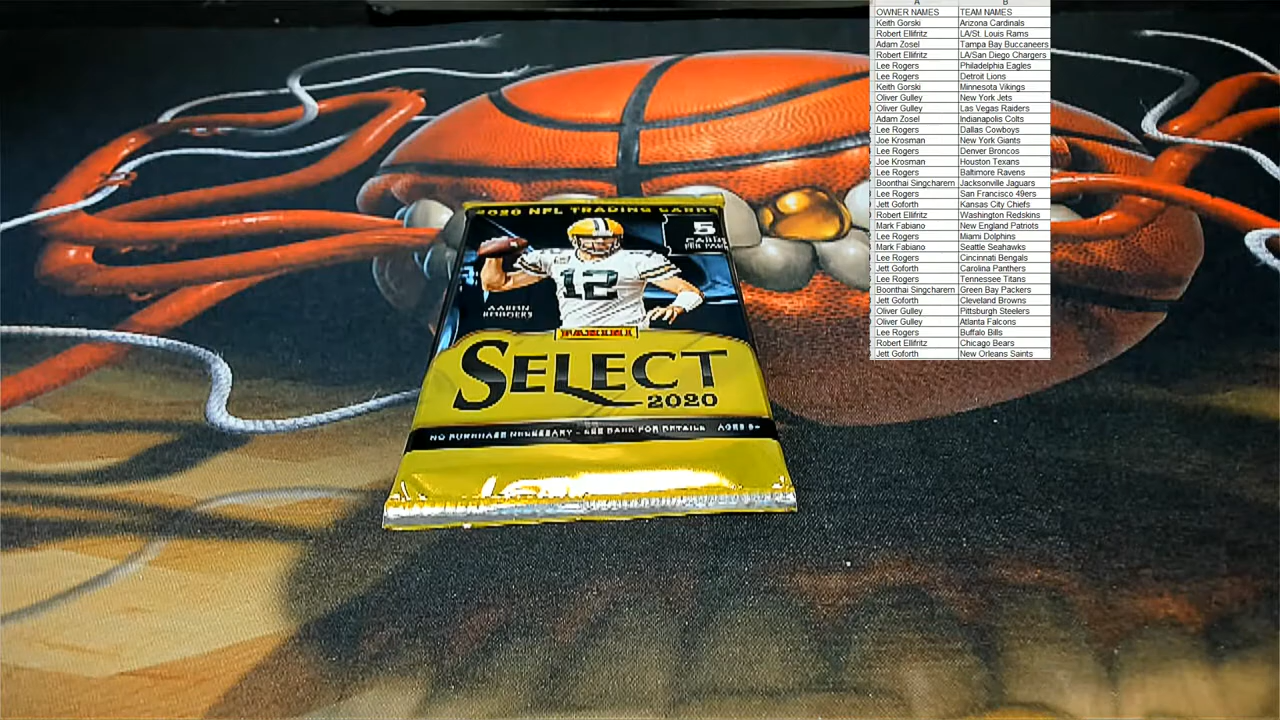 A B
OWNER NAMES TEAM NAMES
Keith Gorski Arizona Cardinals
Robert Ellifritz LA/St. Louis Rams
Adam Zosel Tampa Bay Buccaneers
Robert Ellifritz LA/San Diego Chargers
Lee Rogers Philadelphia Eagles
Lee Rogers Detroit Lions
Keith Gorski Minnesota Vikings
Oliver Gulley New York Jets
Oliver Gulley Las Vegas Raiders
Adam Zosel Indianapolis Colts
Lee Rogers Dallas Cowboys
Joe Krosman New York Giants
Lee Rogers Denver Broncos
Joe Krosman Houston Texans
Lee Rogers Baltimore Ravens
Boonthai Singcharern Jacksonville Jaguars
Lee Rogers San Francisco 49ers
Jett Goforth Kansas City Chiefs
Robert Ellifritz Washington Redskins
Mark Fabiano New England Patriots
Lee Rogers Miami Dolphins
Mark Fabiano Seattle Seahawks
Lee Rogers Cincinnati Bengals
Jett Goforth Carolina Panthers
Lee Rogers Tennessee Titans
Boonthai Singcharern Green Bay Packers
Jett Goforth Cleveland Browns
Oliver Gulley Pittsburgh Steelers
Oliver Gulley Atlanta Falcons
Lee Rogers Buffalo Bills
Robert Ellifritz Chicago Bears
Jett Goforth New Orleans Saints
2020 NFL TRADING CARDS
5
CARDS
PER PACK
12
AARON
RODGERS
PANINI
SELECT
2020
NO PURCHASE NECESSARY - SEE BACK FOR DETAILS AGES 9+